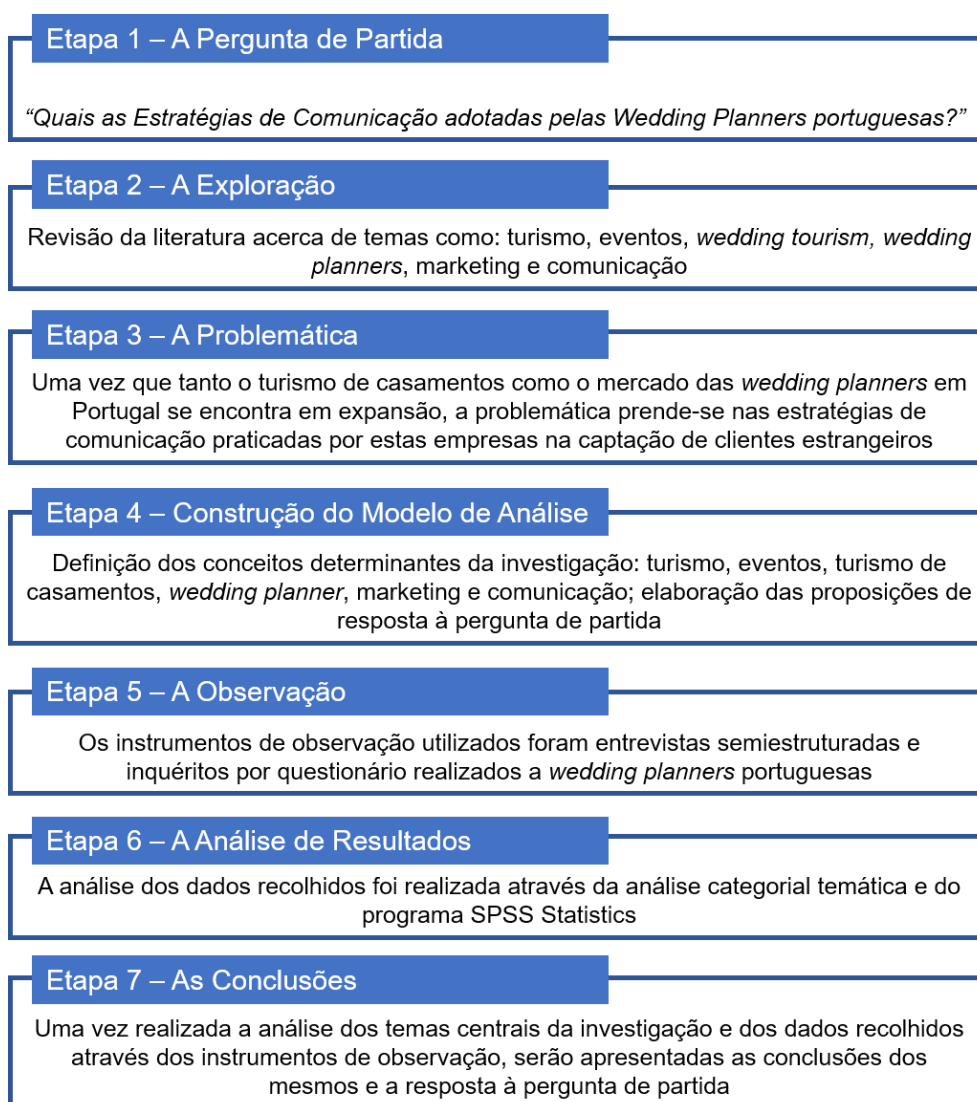 Etapa 1 – A Pergunta de Partida
“Quais as Estratégias de Comunicação adotadas pelas Wedding Planners portuguesas?”
Etapa 2 – A Exploração
Revisão da literatura acerca de temas como: turismo, eventos, wedding tourism, wedding
planners, marketing e comunicação
Etapa 3 – A Problemática
Uma vez que tanto o turismo de casamentos como o mercado das wedding planners em
Portugal se encontra em expansão, a problemática prende-se nas estratégias de
comunicação praticadas por estas empresas na captação de clientes estrangeiros
Etapa 4 – Construção do Modelo de Análise
Definição dos conceitos determinantes da investigação: turismo, eventos, turismo de
casamentos, wedding planner, marketing e comunicação; elaboração das proposições de
resposta à pergunta de partida
Etapa 5 – A Observação
Os instrumentos de observação utilizados foram entrevistas semiestruturadas e
inquéritos por questionário realizados a wedding planners portuguesas
Etapa 6 – A Análise de Resultados
A análise dos dados recolhidos foi realizada através da análise categorial temática e do
programa SPSS Statistics
Etapa 7 – As Conclusões
Uma vez realizada a análise dos temas centrais da investigação e dos dados recolhidos
através dos instrumentos de observação, serão apresentadas as conclusões dos
mesmos e a resposta à pergunta de partida